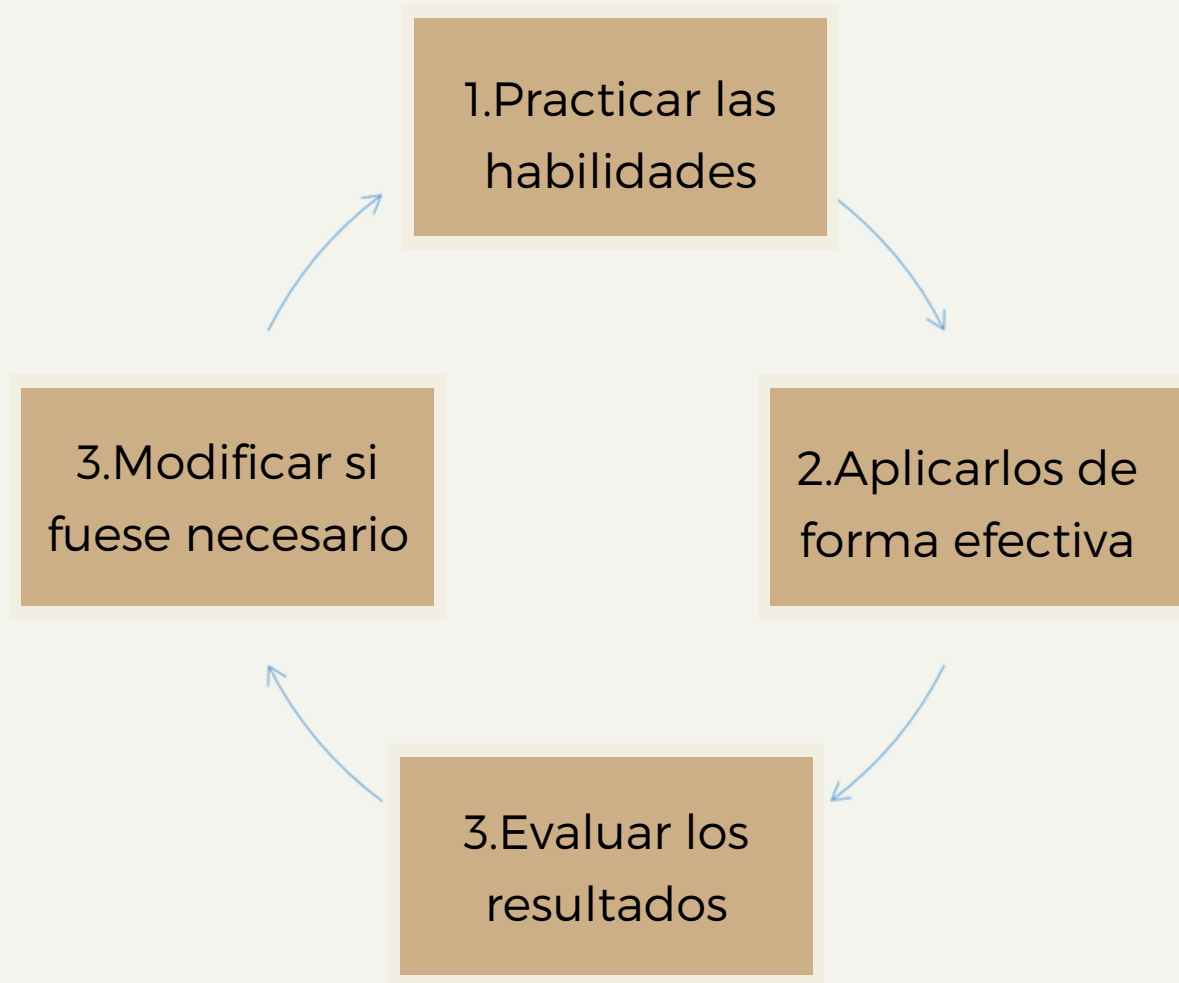 1.Practicar las
habilidades
2.Aplicarlos de
forma efectiva
3.Evaluar los
resultados
3.Modificar si
fuese necesario